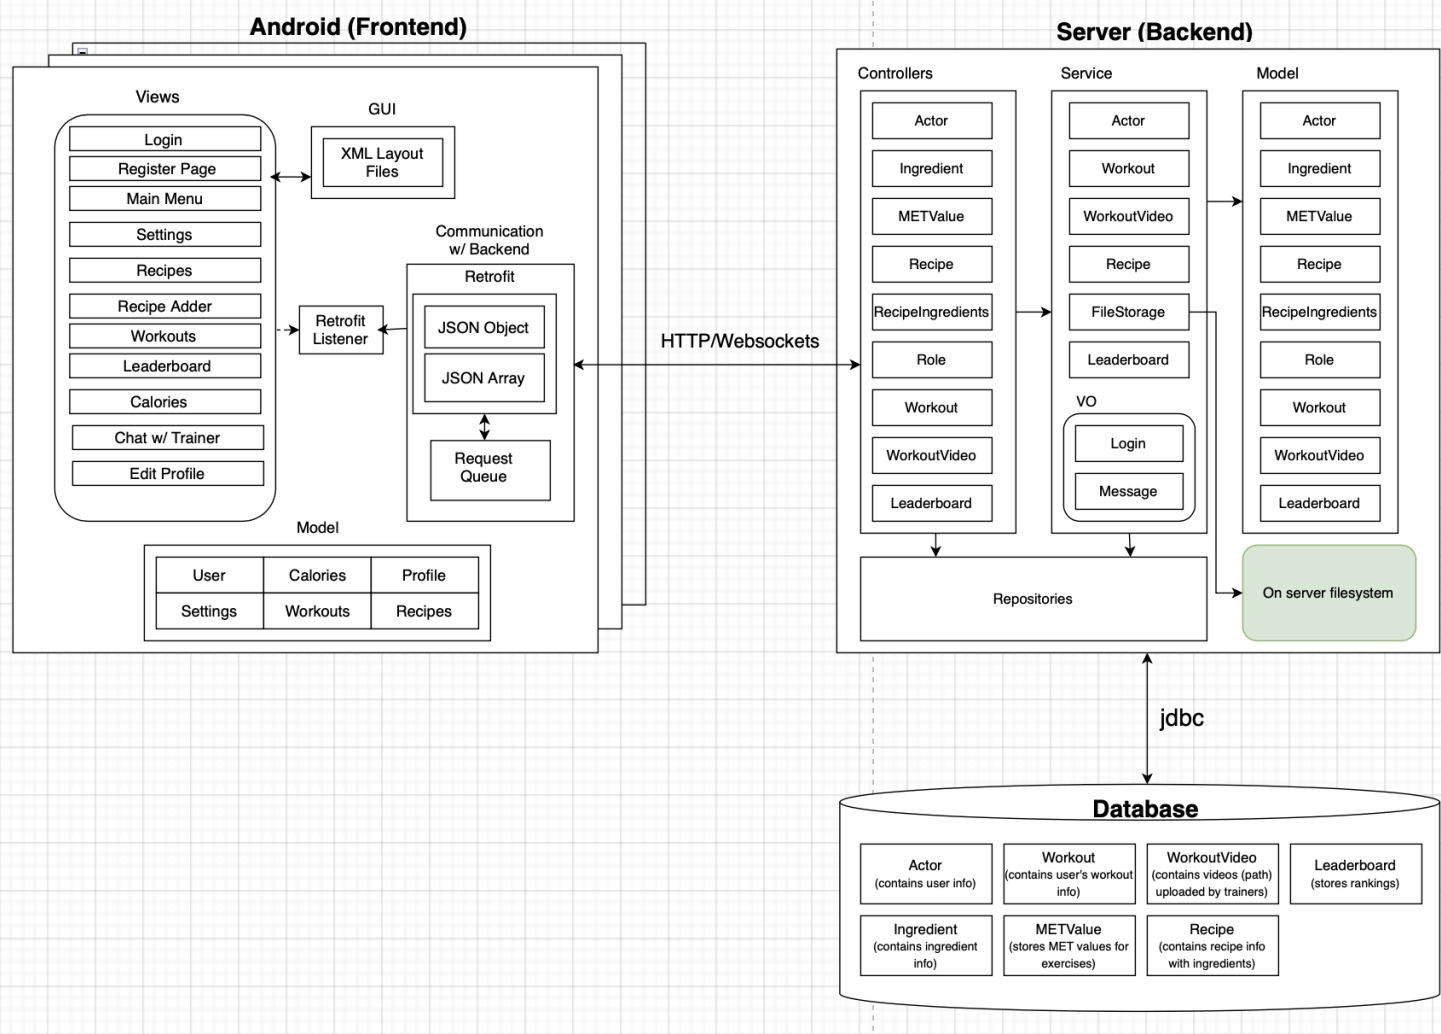 Android (Frontend)
Views
Login
Register Page
Main Menu
Settings
Recipes
Recipe Adder
Workouts
Leaderboard
Calories
Chat w/ Trainer
Edit Profile
GUI
XML Layout
Files
Communication
w/ Backend
Retrofit
JSON Object
JSON Array
Request
Queue
Retrofit
Listener
Model
User
Calories
Profile
Settings
Workouts
Recipes
HTTP/Websockets
Server (Backend)
Controllers
Actor
Ingredient
METValue
Recipe
RecipeIngredients
Role
Workout
WorkoutVideo
Leaderboard
Service
Actor
Workout
WorkoutVideo
Recipe
FileStorage
Leaderboard
VO
Login
Message
Model
Actor
Ingredient
METValue
Recipe
RecipeIngredients
Role
Workout
WorkoutVideo
Leaderboard
Repositories
On server filesystem
jdbc
Database
Actor
(contains user info)
Workout
(contains user's workout
info)
WorkoutVideo
(contains videos (path)
uploaded by trainers)
Leaderboard
(stores rankings)
Ingredient
(contains ingredient
info)
METValue
(stores MET values for
exercises)
Recipe
(contains recipe info
with ingredients)